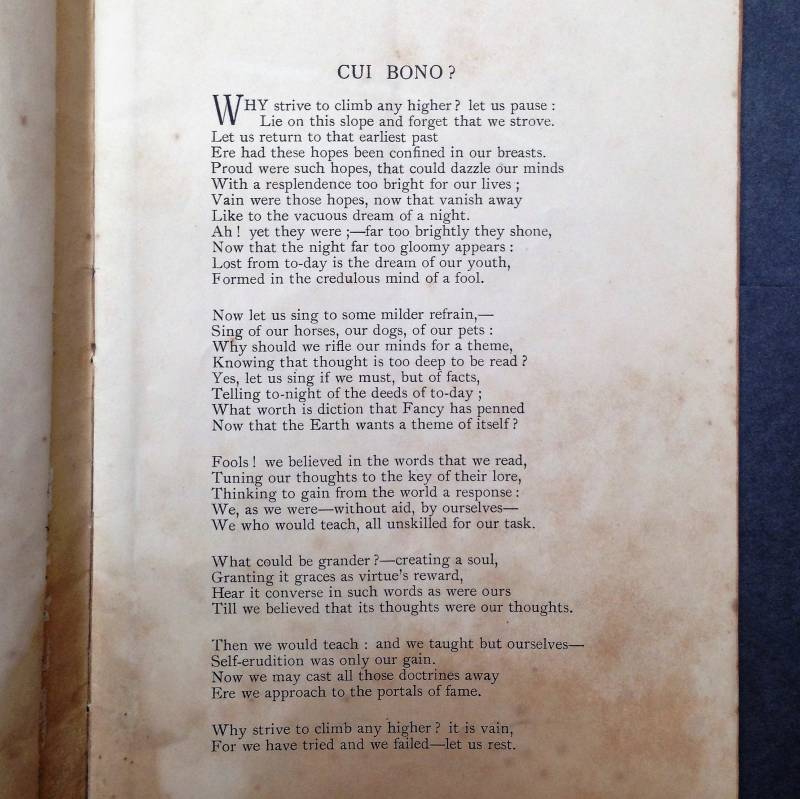 CUI BONO?
WHY strive to climb any higher? let us pause :
Lie on this slope and forget that we strove.
Let us return to that earliest past
Ere had these hopes been confined in our breasts.
Proud were such hopes, that could dazzle our minds
With a resplendence too bright for our lives ;
Vain were those hopes, now that vanish away
Like to the vacuous dream of a night.
Ah! yet they were ;—far too brightly they shone,
Now that the night far too gloomy appears :
Lost from to-day is the dream of our youth,
Formed in the credulous mind of a fool.

Now let us sing to some milder refrain,—
Sing of our horses, our dogs, of our pets :
Why should we rifle our minds for a theme,
Knowing that thought is too deep to be read?
Yes, let us sing if we must, but of facts,
Telling to-night of the deeds of to-day ;
What worth is diction that Fancy has penned
Now that the Earth wants a theme of itself?

Fools! we believed in the words that we read,
Tuning our thoughts to the key of their lore,
Thinking to gain from the world a response :
We, as we were—without aid, by ourselves—
We who would teach, all unskilled for our task.

What could be grander?—creating a soul,
Granting it graces as virtue's reward,
Hear it converse in such words as were ours
Till we believed that its thoughts were our thoughts.

Then we would teach : and we taught but ourselves—
Self-erudition was only our gain.
Now we may cast all those doctrines away
Ere we approach to the portals of fame.

Why strive to climb any higher? it is vain,
For we have tried and we failed—let us rest.